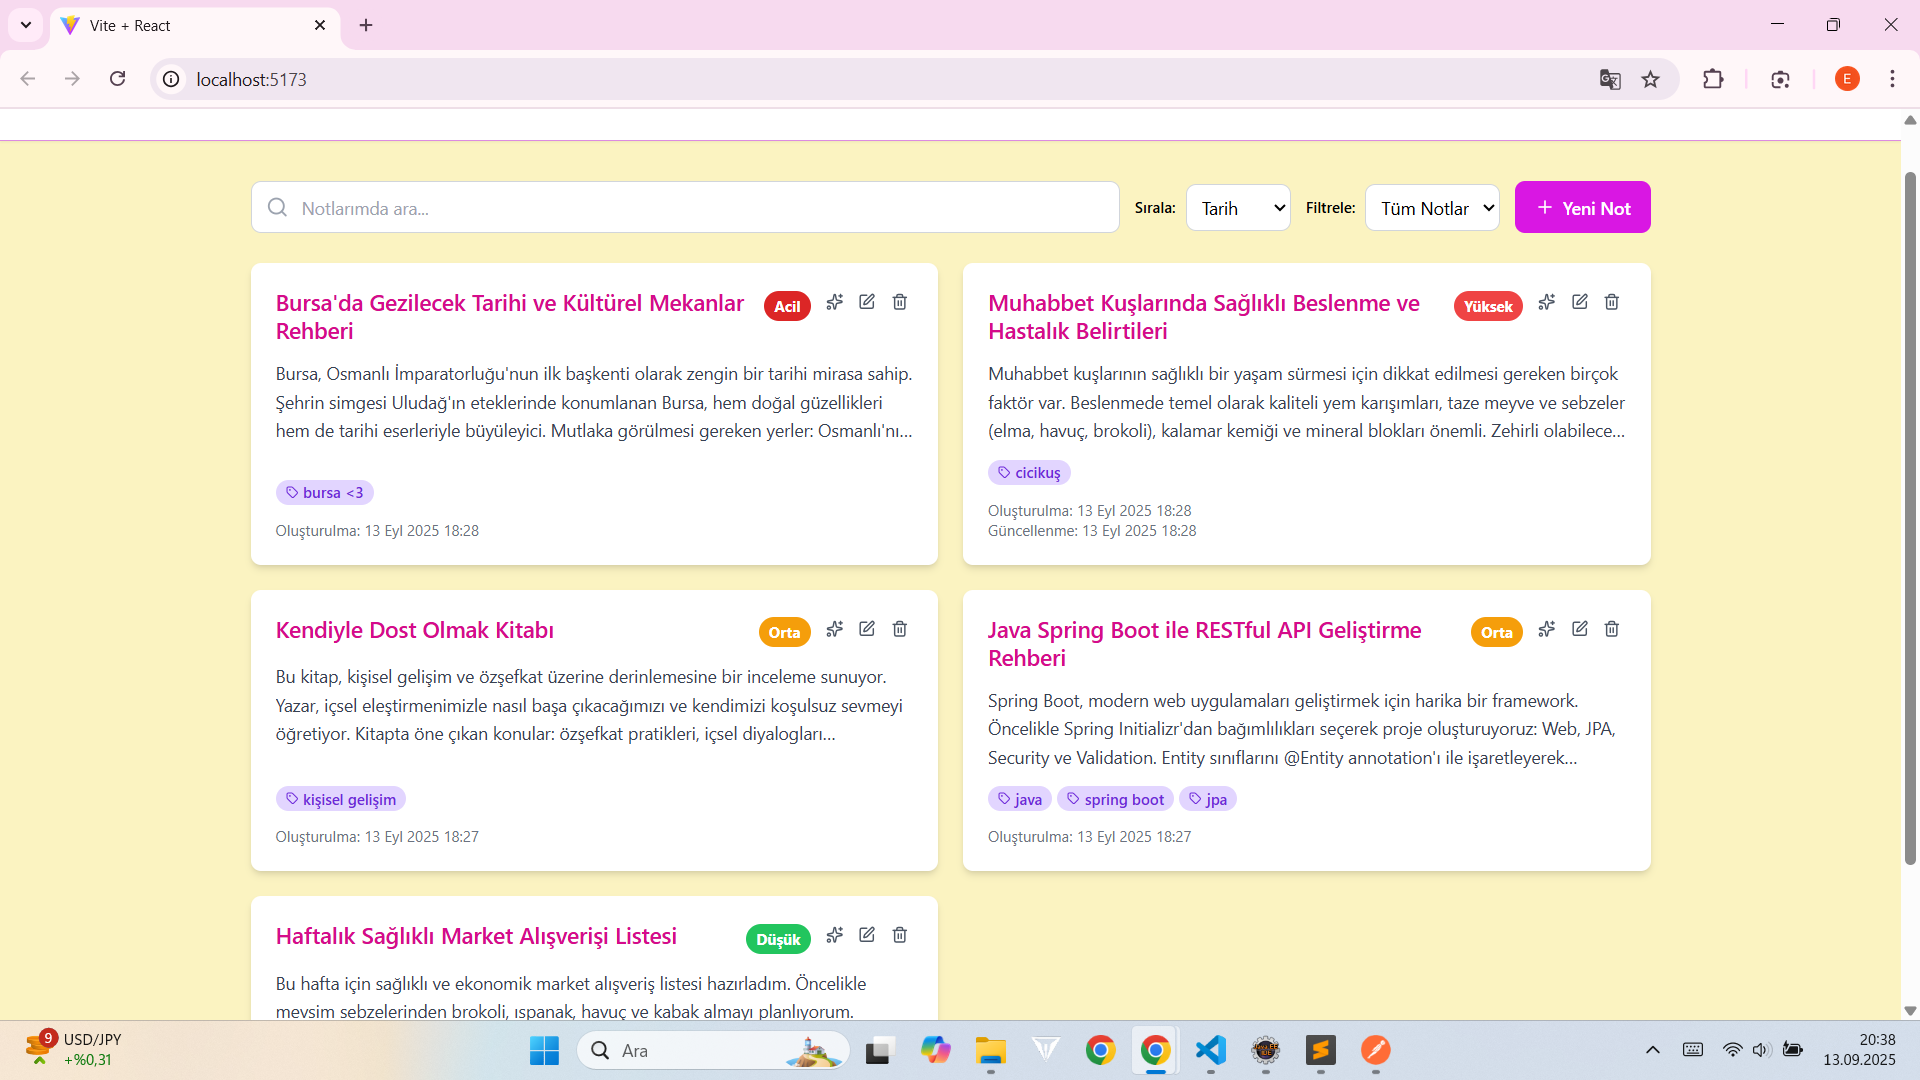 Vite + React
localhost:5173
E
Notlarımda ara...
Sırala:
Tarih
Filtrele:
Tüm Notlar
+ Yeni Not
Bursa'da Gezilecek Tarihi ve Kültürel Mekanlar
Rehberi
Acil
Bursa, Osmanlı İmparatorluğu'nun ilk başkenti olarak zengin bir tarihi mirasa sahip.
Şehrin simgesi Uludağ'ın eteklerinde konumlanan Bursa, hem doğal güzellikleri
hem de tarihi eserleriyle büyüleyici. Mutlaka görülmesi gereken yerler: Osmanlı'nı...
bursa <3
Oluşturulma: 13 Eyl 2025 18:28
Muhabbet Kuşlarında Sağlıklı Beslenme ve
Hastalık Belirtileri
Yüksek
Muhabbet kuşlarının sağlıklı bir yaşam sürmesi için dikkat edilmesi gereken birçok
faktör var. Beslenmede temel olarak kaliteli yem karışımları, taze meyve ve sebzeler
(elma, havuç, brokoli), kalamar kemiği ve mineral blokları önemli. Zehirli olabilece...
cicikuş
Oluşturulma: 13 Eyl 2025 18:28
Güncellenme: 13 Eyl 2025 18:28
Kendiyle Dost Olmak Kitabı
Orta
Bu kitap, kişisel gelişim ve özşefkat üzerine derinlemesine bir inceleme sunuyor.
Yazar, içsel eleştirmenimizle nasıl başa çıkacağımızı ve kendimizi koşulsuz sevmeyi
öğretiyor. Kitapta öne çıkan konular: özşefkat pratikleri, içsel diyalogları...
kişisel gelişim
Oluşturulma: 13 Eyl 2025 18:27
Java Spring Boot ile RESTful API Geliştirme
Rehberi
Orta
Spring Boot, modern web uygulamaları geliştirmek için harika bir framework.
Öncelikle Spring Initializr'dan bağımlılıkları seçerek proje oluşturuyoruz: Web, JPA,
Security ve Validation. Entity sınıflarını @Entity annotation'ı ile işaretleyerek...
java
spring boot
jpa
Oluşturulma: 13 Eyl 2025 18:27
Haftalık Sağlıklı Market Alışverişi Listesi
Düşük
Bu hafta için sağlıklı ve ekonomik market alışveriş listesi hazırladım. Öncelikle
mevsim sebzelerinden brokoli, ıspanak, havuç ve kabak almayı planlıyorum.
9
USD/JPY
+%0,31
Ara
20:38
13.09.2025